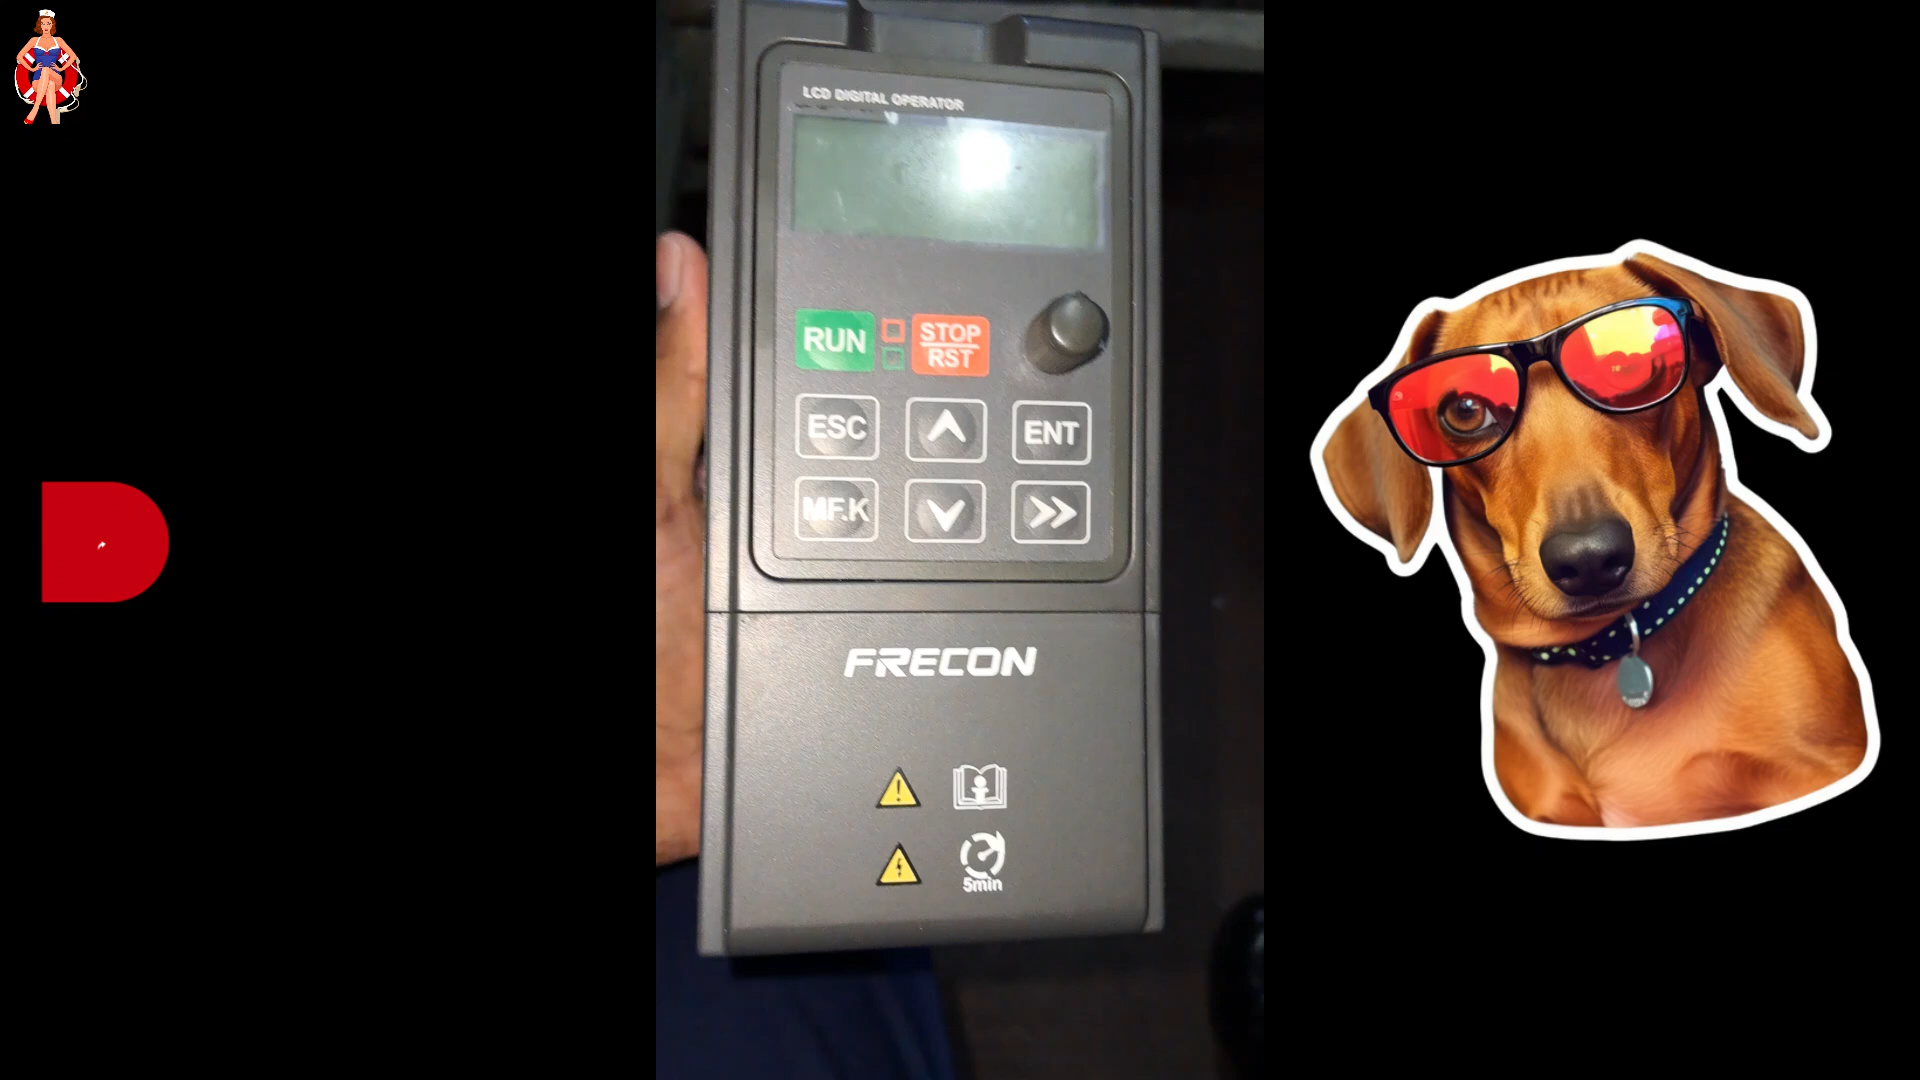 LCD DIGITAL OPERATOR
RUN
STOP
RST
ESC
ENT
MF.K
FRECON
5min